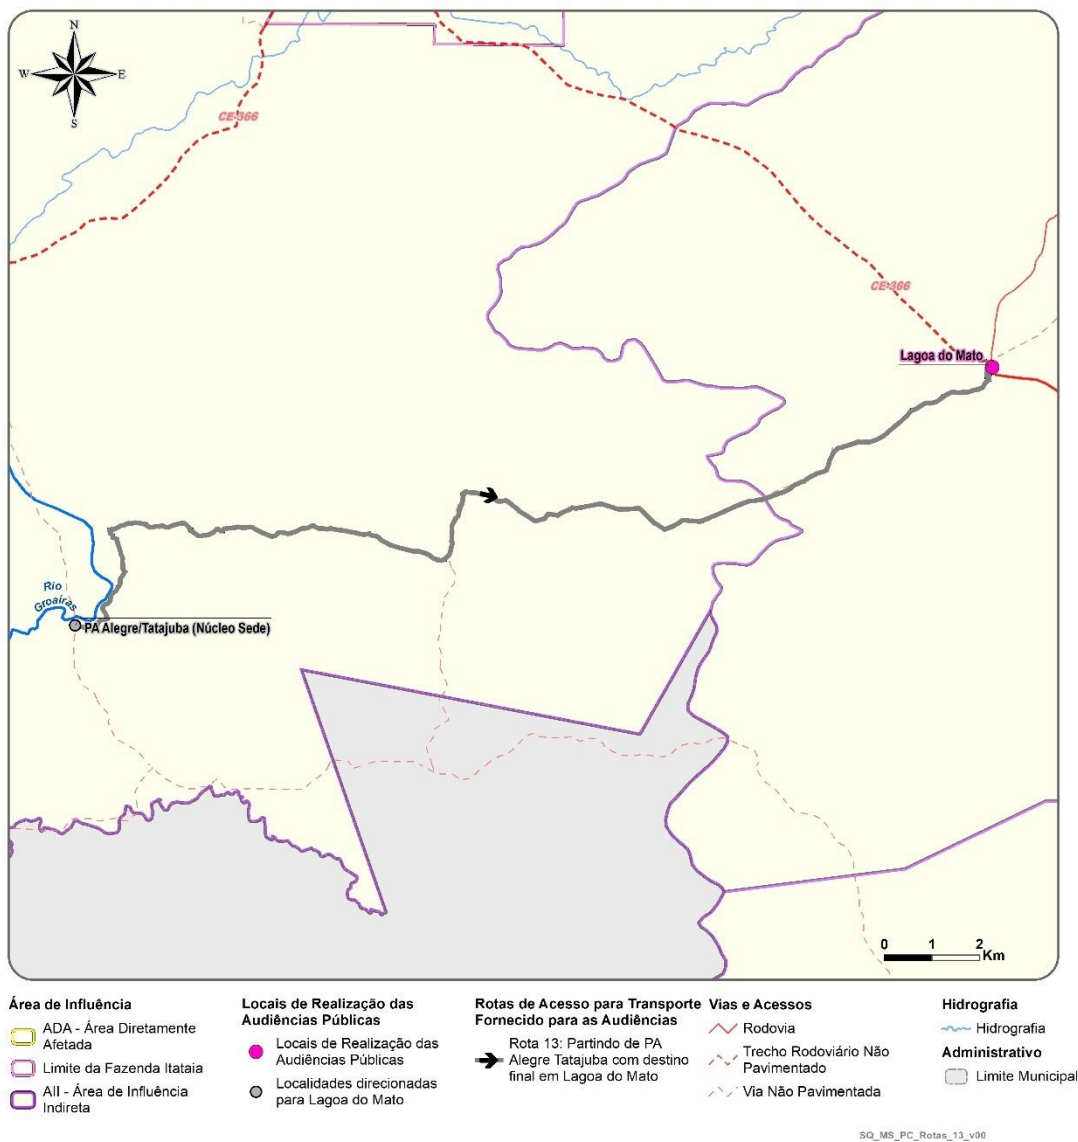 N
W E
S
CE-366
CE-366
Lagoa do Mato
Rio
Groaíras
PA Alegre/Tatajuba (Núcleo Sede)
0 1 2
Km
Área de Influência
ADA - Área Diretamente
Afetada
Limite da Fazenda Itataia
AII - Área de Influência
Indireta
Locais de Realização das
Audiências Públicas
Locais de Realização das
Audiências Públicas
Localidades direcionadas
para Lagoa do Mato
Rotas de Acesso para Transporte
Fornecido para as Audiências
Rota 13: Partindo de PA
Alegre Tatajuba com destino
final em Lagoa do Mato
Vias e Acessos
Rodovia
Trecho Rodoviário Não
Pavimentado
Via Não Pavimentada
Hidrografia
Hidrografia
Administrativo
Limite Municipal
SQ_MS_PC_Rotas_13_v00